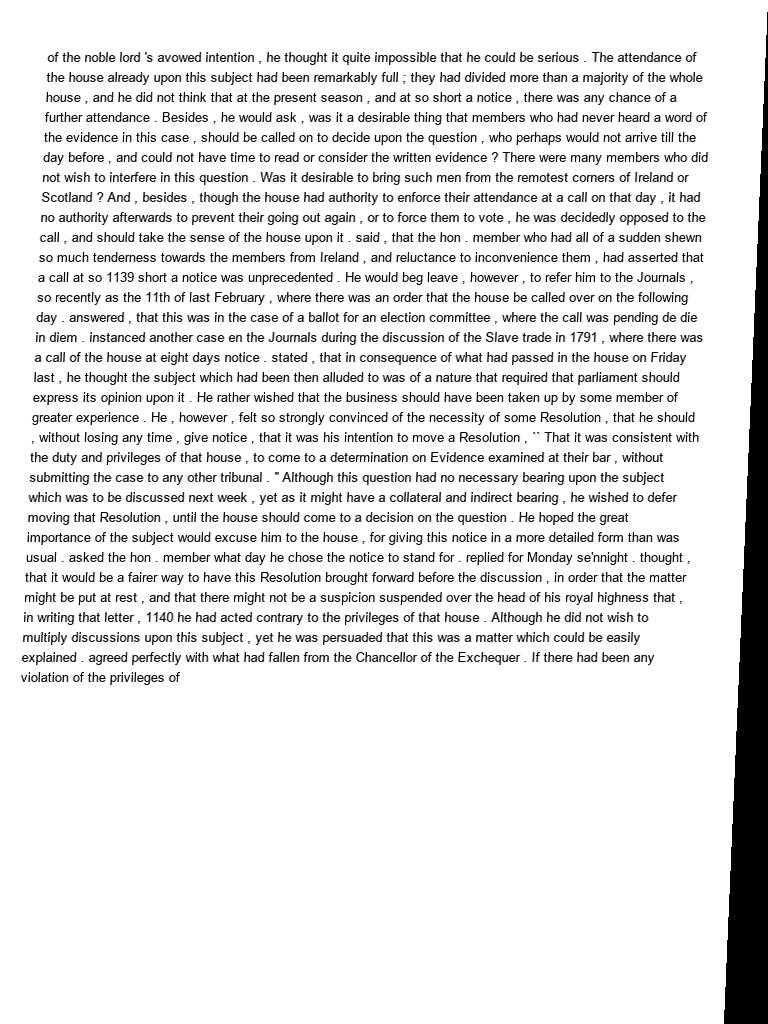 of the noble lord 's avowed intention , he thought it quite impossible that he could be serious . The attendance of
the house already upon this subject had been remarkably full ; they had divided more than a majority of the whole
house , and he did not think that at the present season , and at so short a notice , there was any chance of a
further attendance . Besides , he would ask , was it a desirable thing that members who had never heard a word of
the evidence in this case , should be called on to decide upon the question , who perhaps would not arrive till the
day before , and could not have time to read or consider the written evidence ? There were many members who did
not wish to interfere in this question . Was it desirable to bring such men from the remotest corners of Ireland or
Scotland ? And , besides , though the house had authority to enforce their attendance at a call on that day , it had
no authority afterwards to prevent their going out again , or to force them to vote , he was decidedly opposed to the
call , and should take the sense of the house upon it . said , that the hon . member who had all of a sudden shewn
so much tenderness towards the members from Ireland , and reluctance to inconvenience them , had asserted that
a call at so 1139 short a notice was unprecedented . He would beg leave , however , to refer him to the Journals ,
so recently as the 11th of last February , where there was an order that the house be called over on the following
day . answered , that this was in the case of a ballot for an election committee , where the call was pending de die
in diem . instanced another case en the Journals during the discussion of the Slave trade in 1791 , where there was
a call of the house at eight days notice . stated , that in consequence of what had passed in the house on Friday
last , he thought the subject which had been then alluded to was of a nature that required that parliament should
express its opinion upon it . He rather wished that the business should have been taken up by some member of
greater experience . He , however , felt so strongly convinced of the necessity of some Resolution , that he should
, without losing any time , give notice , that it was his intention to move a Resolution , `` That it was consistent with
the duty and privileges of that house , to come to a determination on Evidence examined at their bar , without
submitting the case to any other tribunal . " Although this question had no necessary bearing upon the subject
which was to be discussed next week , yet as it might have a collateral and indirect bearing , he wished to defer
moving that Resolution , until the house should come to a decision on the question . He hoped the great
importance of the subject would excuse him to the house , for giving this notice in a more detailed form than was
usual . asked the hon . member what day he chose the notice to stand for . replied for Monday se'nnight . thought ,
that it would be a fairer way to have this Resolution brought forward before the discussion , in order that the matter
might be put at rest , and that there might not be a suspicion suspended over the head of his royal highness that ,
in writing that letter , 1140 he had acted contrary to the privileges of that house . Although he did not wish to
multiply discussions upon this subject , yet he was persuaded that this was a matter which could be easily
explained . agreed perfectly with what had fallen from the Chancellor of the Exchequer . If there had been any
violation of the privileges of